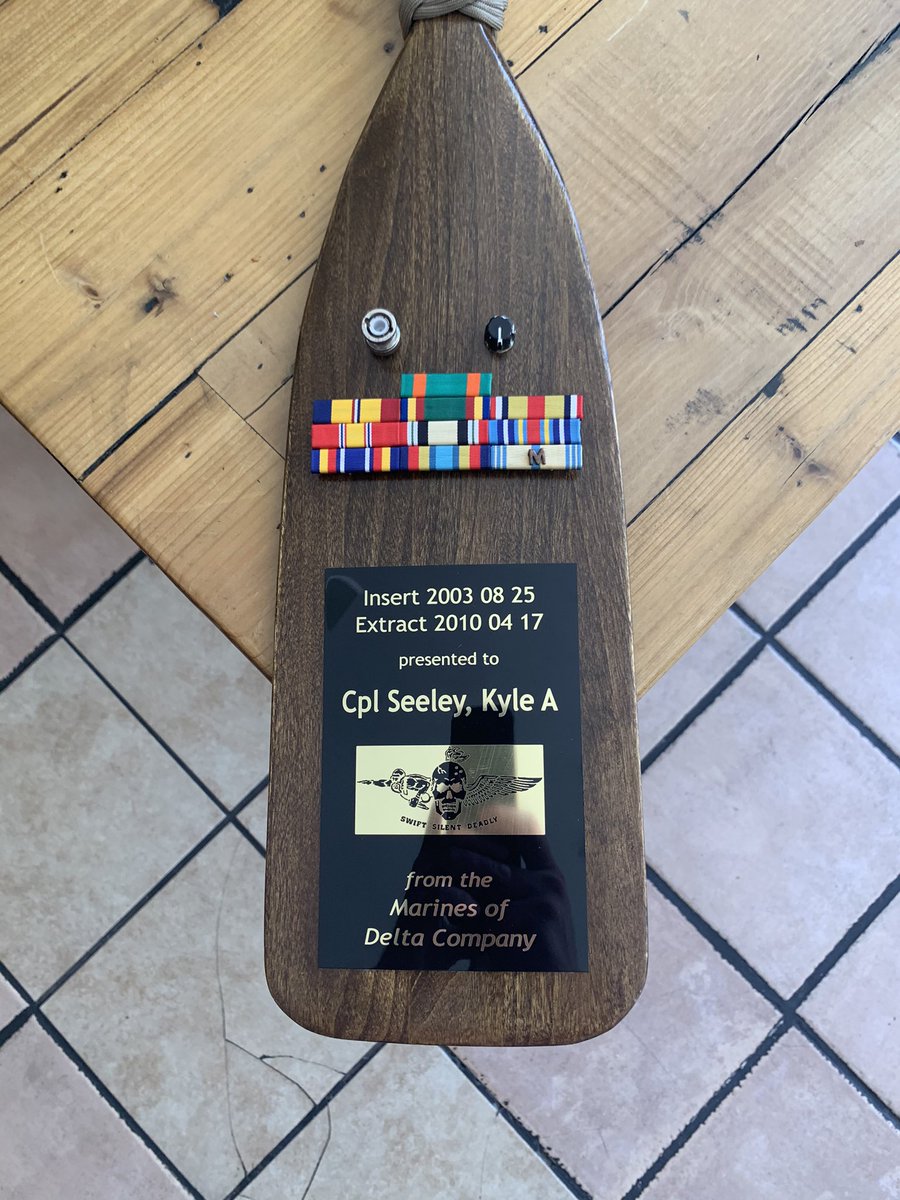 M
Insert 2003 08 25
Extract 2010 04 17
presented to
Cpl Seeley, Kyle A
SWIFT SILENT DEADLY
from the
Marines of
Delta Company